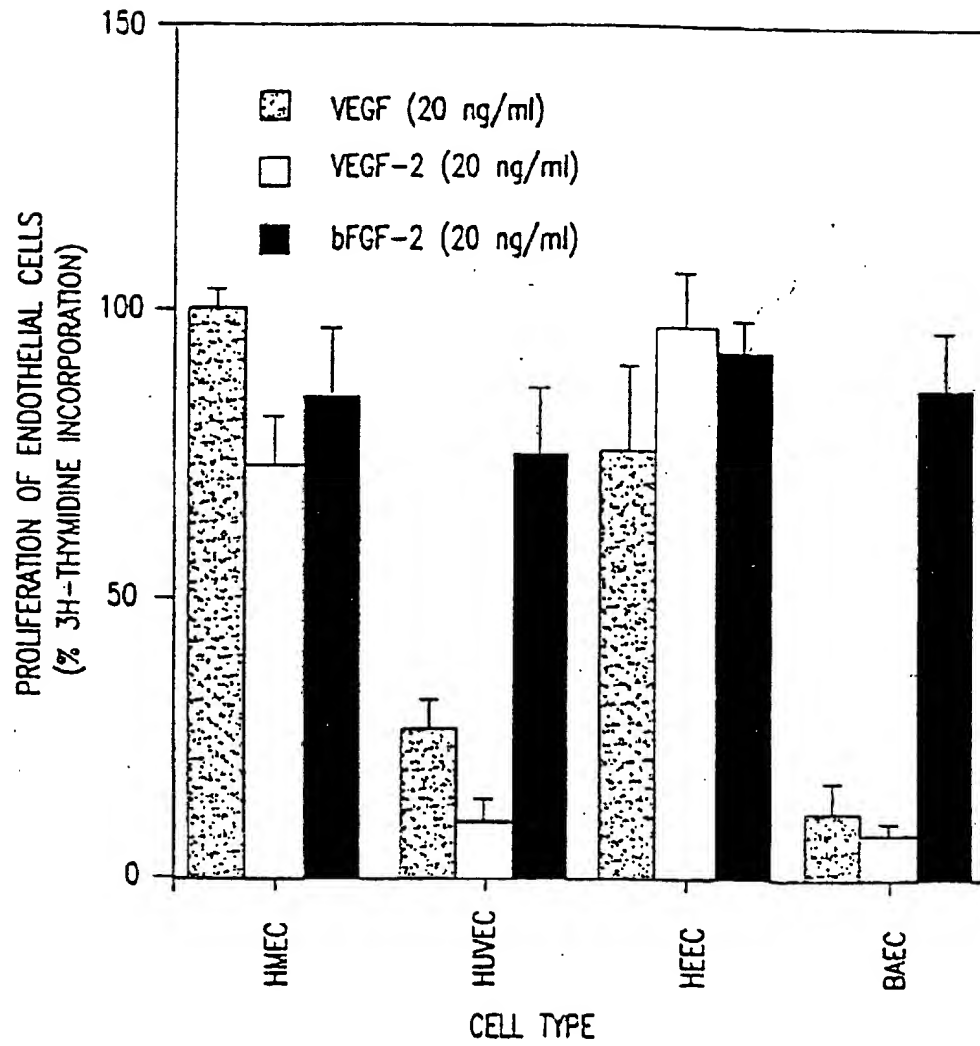 150
VEGF (20 ng/ml)
VEGF-2 (20 ng/ml)
bFGF-2 (20 ng/ml)
100
50
0
PROLIFERATION OF ENDOTHELIAL CELLS
(% 3H-THYMIDINE INCORPORATION)
HMEC
HUVEC
HEEC
BAEC
CELL TYPE